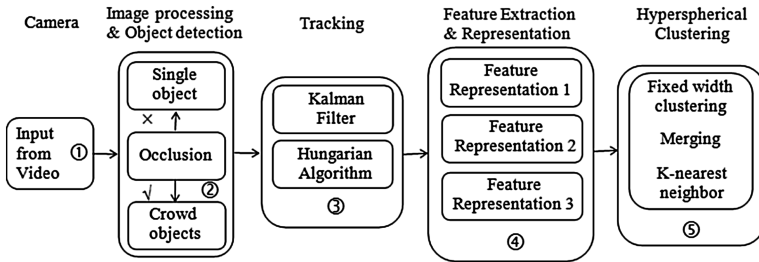 Camera
Image processing
& Object detection
Tracking
Feature Extraction
& Representation
Hyperspherical
Clustering
Input
from
Video
①
Single
object
×
Occlusion
√
②
Crowd
objects
Kalman
Filter
Hungarian
Algorithm
③
Feature
Representation 1
Feature
Representation 2
Feature
Representation 3
④
Fixed width
clustering
Merging
K-nearest
neighbor
⑤